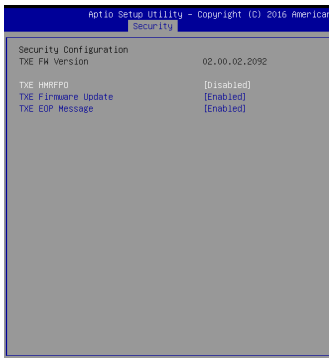 Aptio Setup Utility – Copyright (C) 2016 American
Security
Security Configuration
TXE FW Version 02.00.02.2092
TXE HMRFPO [Disabled]
TXE Firmware Update [Enabled]
TXE EOP Message [Enabled]